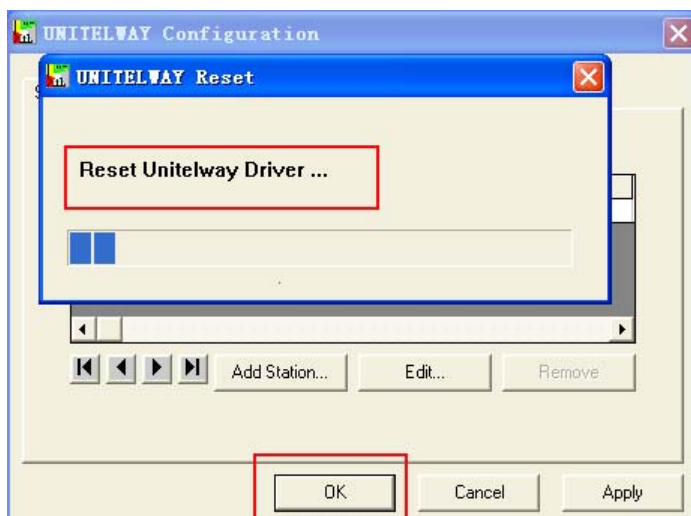 UNITELWAY Configuration
UNITELWAY Reset
Reset Unitelway Driver ...
Add Station...
Edit...
Remove
OK
Cancel
Apply